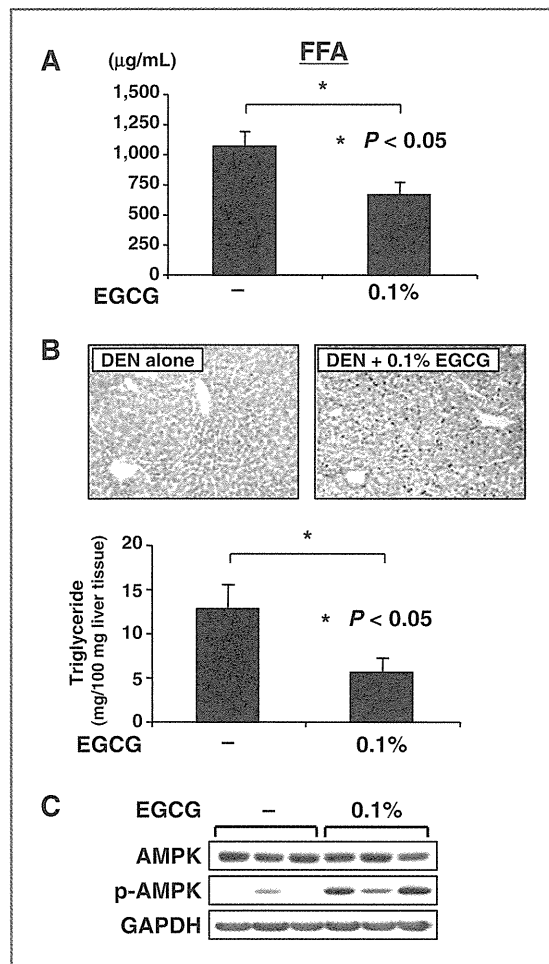 A (μg/mL) FFA
1,500
*
1,250
* P < 0.05
1,000
750
500
250
0
EGCG – 0.1%
B
DEN alone DEN + 0.1% EGCG
20
*
15
* P < 0.05
10
5
0
Triglyceride
(mg/100 mg liver tissue)
EGCG – 0.1%
C
EGCG – 0.1%
AMPK
p-AMPK
GAPDH